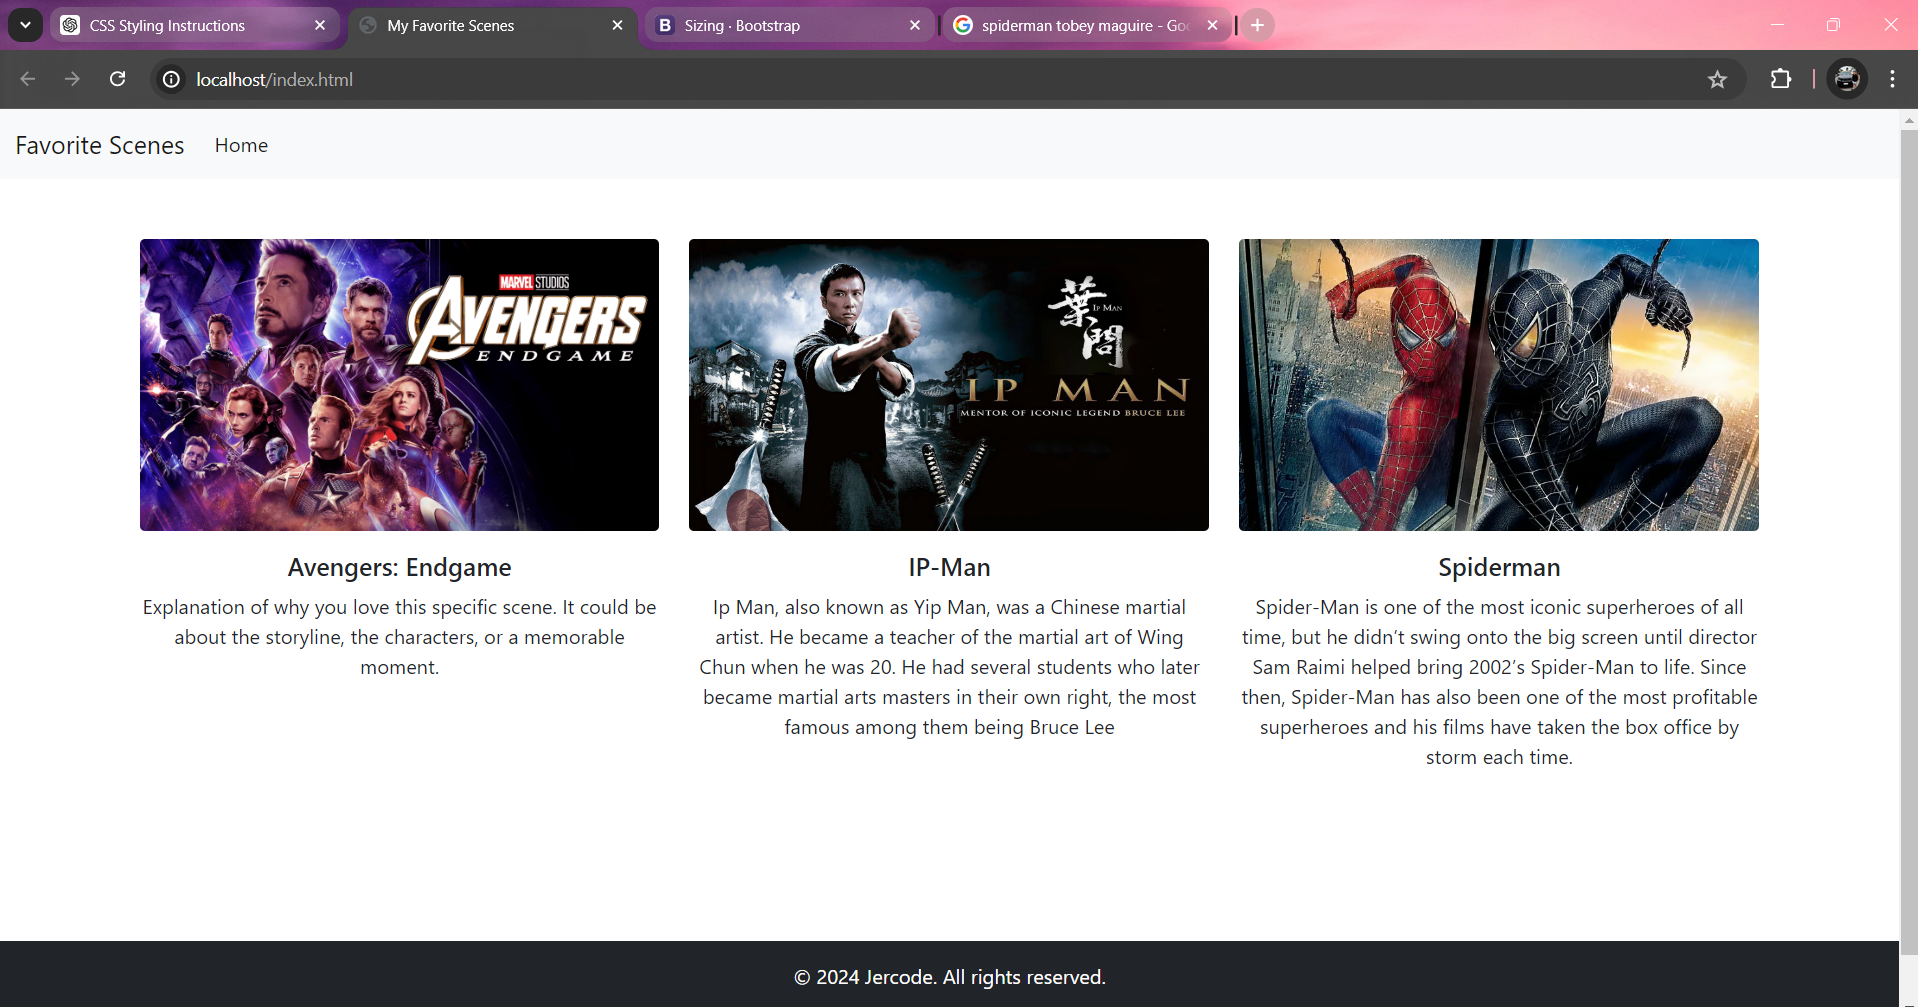 CSS Styling Instructions
My Favorite Scenes
B Sizing · Bootstrap
G spiderman tobey maguire - Goo
localhost/index.html
Favorite Scenes Home
MARVEL STUDIOS
AVENGERS
ENDGAME
葉問
IP MAN
IP MAN
MENTOR OF ICONIC LEGEND BRUCE LEE
Avengers: Endgame
Explanation of why you love this specific scene. It could be
about the storyline, the characters, or a memorable
moment.
IP-Man
Ip Man, also known as Yip Man, was a Chinese martial
artist. He became a teacher of the martial art of Wing
Chun when he was 20. He had several students who later
became martial arts masters in their own right, the most
famous among them being Bruce Lee
Spiderman
Spider-Man is one of the most iconic superheroes of all
time, but he didn’t swing onto the big screen until director
Sam Raimi helped bring 2002’s Spider-Man to life. Since
then, Spider-Man has also been one of the most profitable
superheroes and his films have taken the box office by
storm each time.
© 2024 Jercode. All rights reserved.